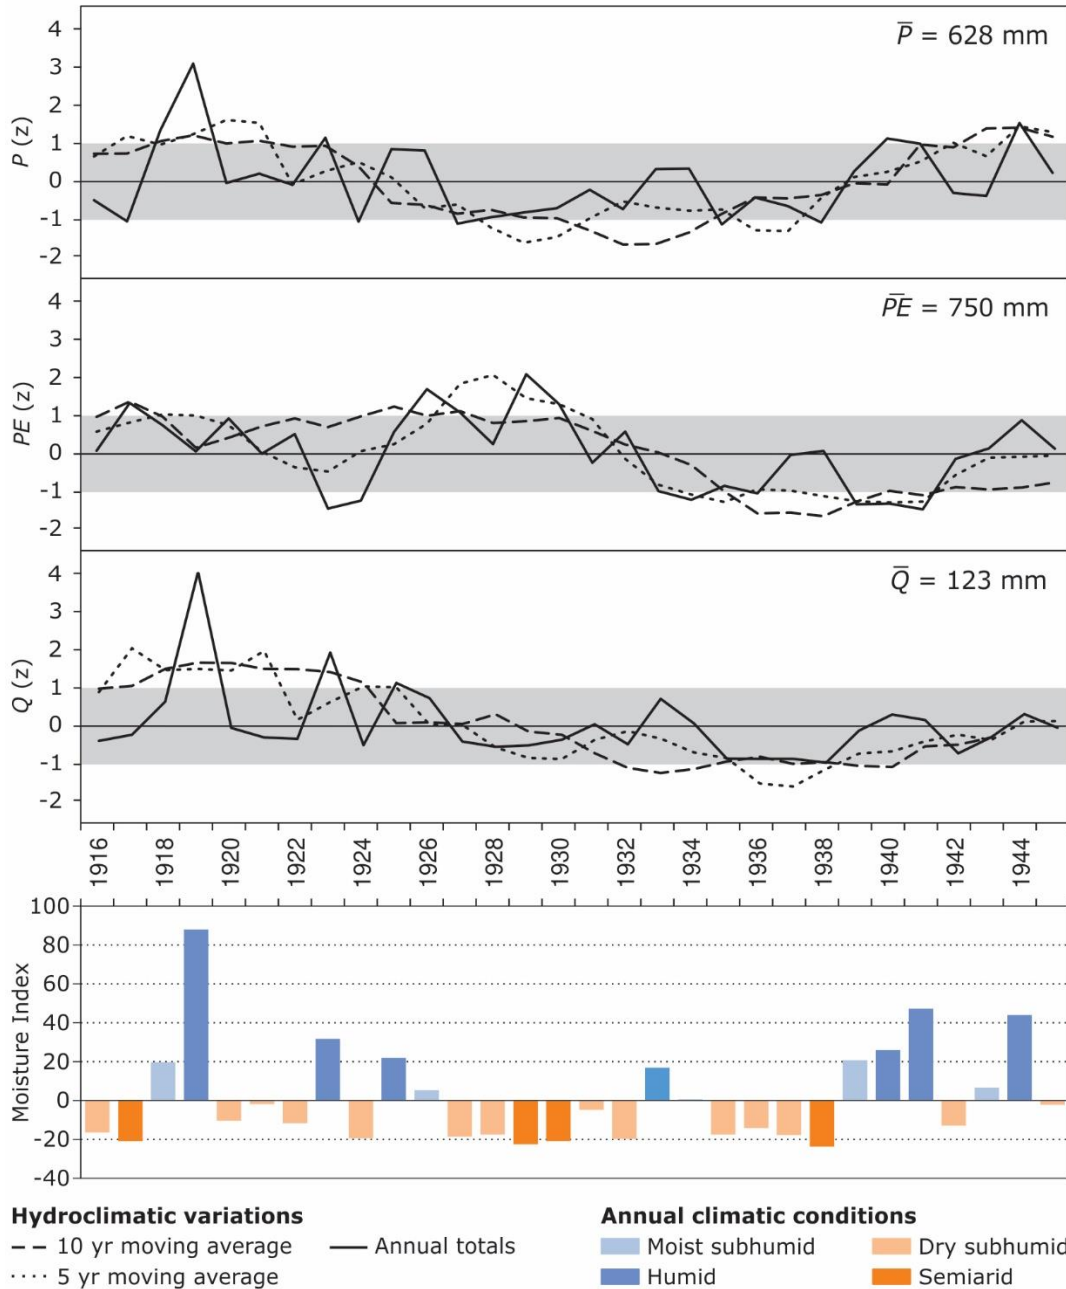 4
3
2
1
0
-1
-2
P (z)
P̅ = 628 mm
4
3
2
1
0
-1
-2
PE (z)
P̅E̅ = 750 mm
4
3
2
1
0
-1
-2
Q (z)
Q̅ = 123 mm
1916 1918 1920 1922 1924 1926 1928 1930 1932 1934 1936 1938 1940 1942 1944
100
80
60
40
20
0
-20
-40
Moisture Index
Hydroclimatic variations
10 yr moving average Annual totals
5 yr moving average
Annual climatic conditions
Moist subhumid Dry subhumid
Humid Semiarid